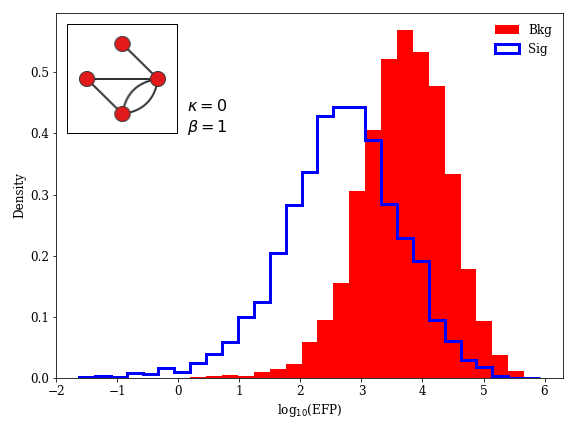 Bkg
Sig
κ = 0
β = 1
Density
0.5
0.4
0.3
0.2
0.1
0.0
−2 −1 0 1 2 3 4 5 6
log₁₀(EFP)